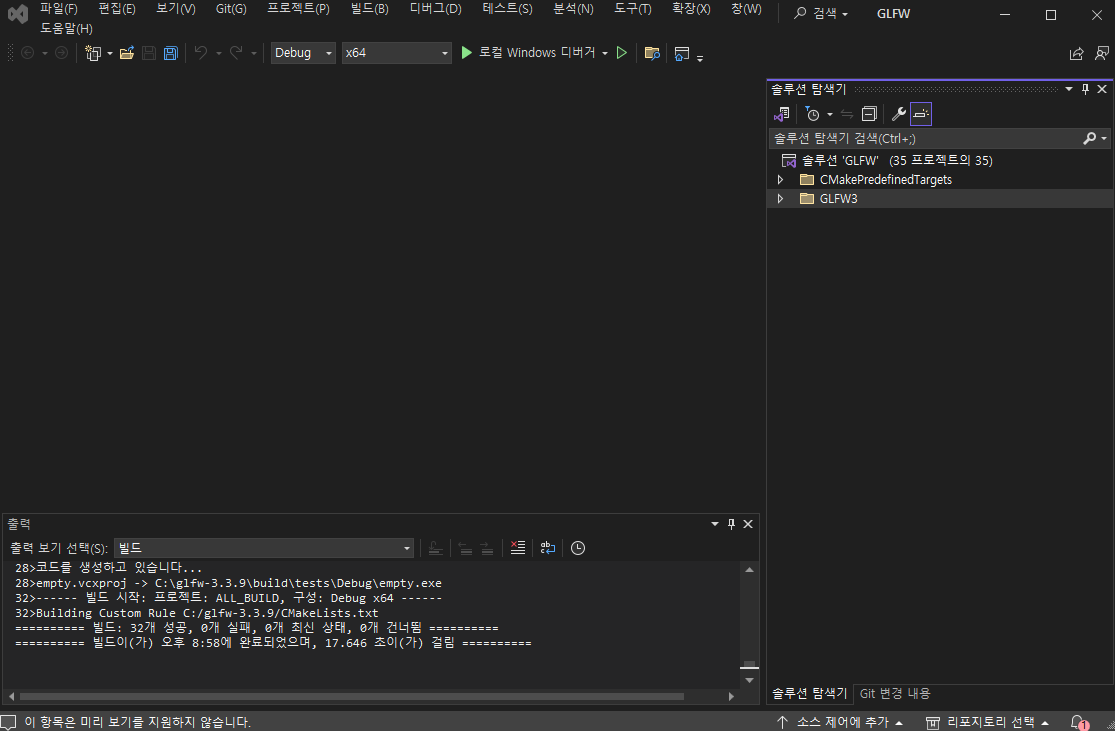 파일(F) 편집(E) 보기(V) Git(G) 프로젝트(P) 빌드(B) 디버그(D) 테스트(S) 분석(N) 도구(T) 확장(X) 창(W) 검색 GLFW
도움말(H)
Debug x64 로컬 Windows 디버거
솔루션 탐색기
솔루션 탐색기 검색(Ctrl+;)
솔루션 'GLFW' (35 프로젝트의 35)
CMakePredefinedTargets
GLFW3
출력
출력 보기 선택(S): 빌드
28>코드를 생성하고 있습니다...
28>empty.vcxproj -> C:\glfw-3.3.9\build\tests\Debug\empty.exe
32>------ 빌드 시작: 프로젝트: ALL_BUILD, 구성: Debug x64 ------
32>Building Custom Rule C:/glfw-3.3.9/CMakeLists.txt
========== 빌드: 32개 성공, 0개 실패, 0개 최신 상태, 0개 건너뜀 ==========
========== 빌드이(가) 오후 8:58에 완료되었으며, 17.646 초이(가) 걸림 ==========
솔루션 탐색기 Git 변경 내용
이 항목은 미리 보기를 지원하지 않습니다. 소스 제어에 추가 리포지토리 선택 1